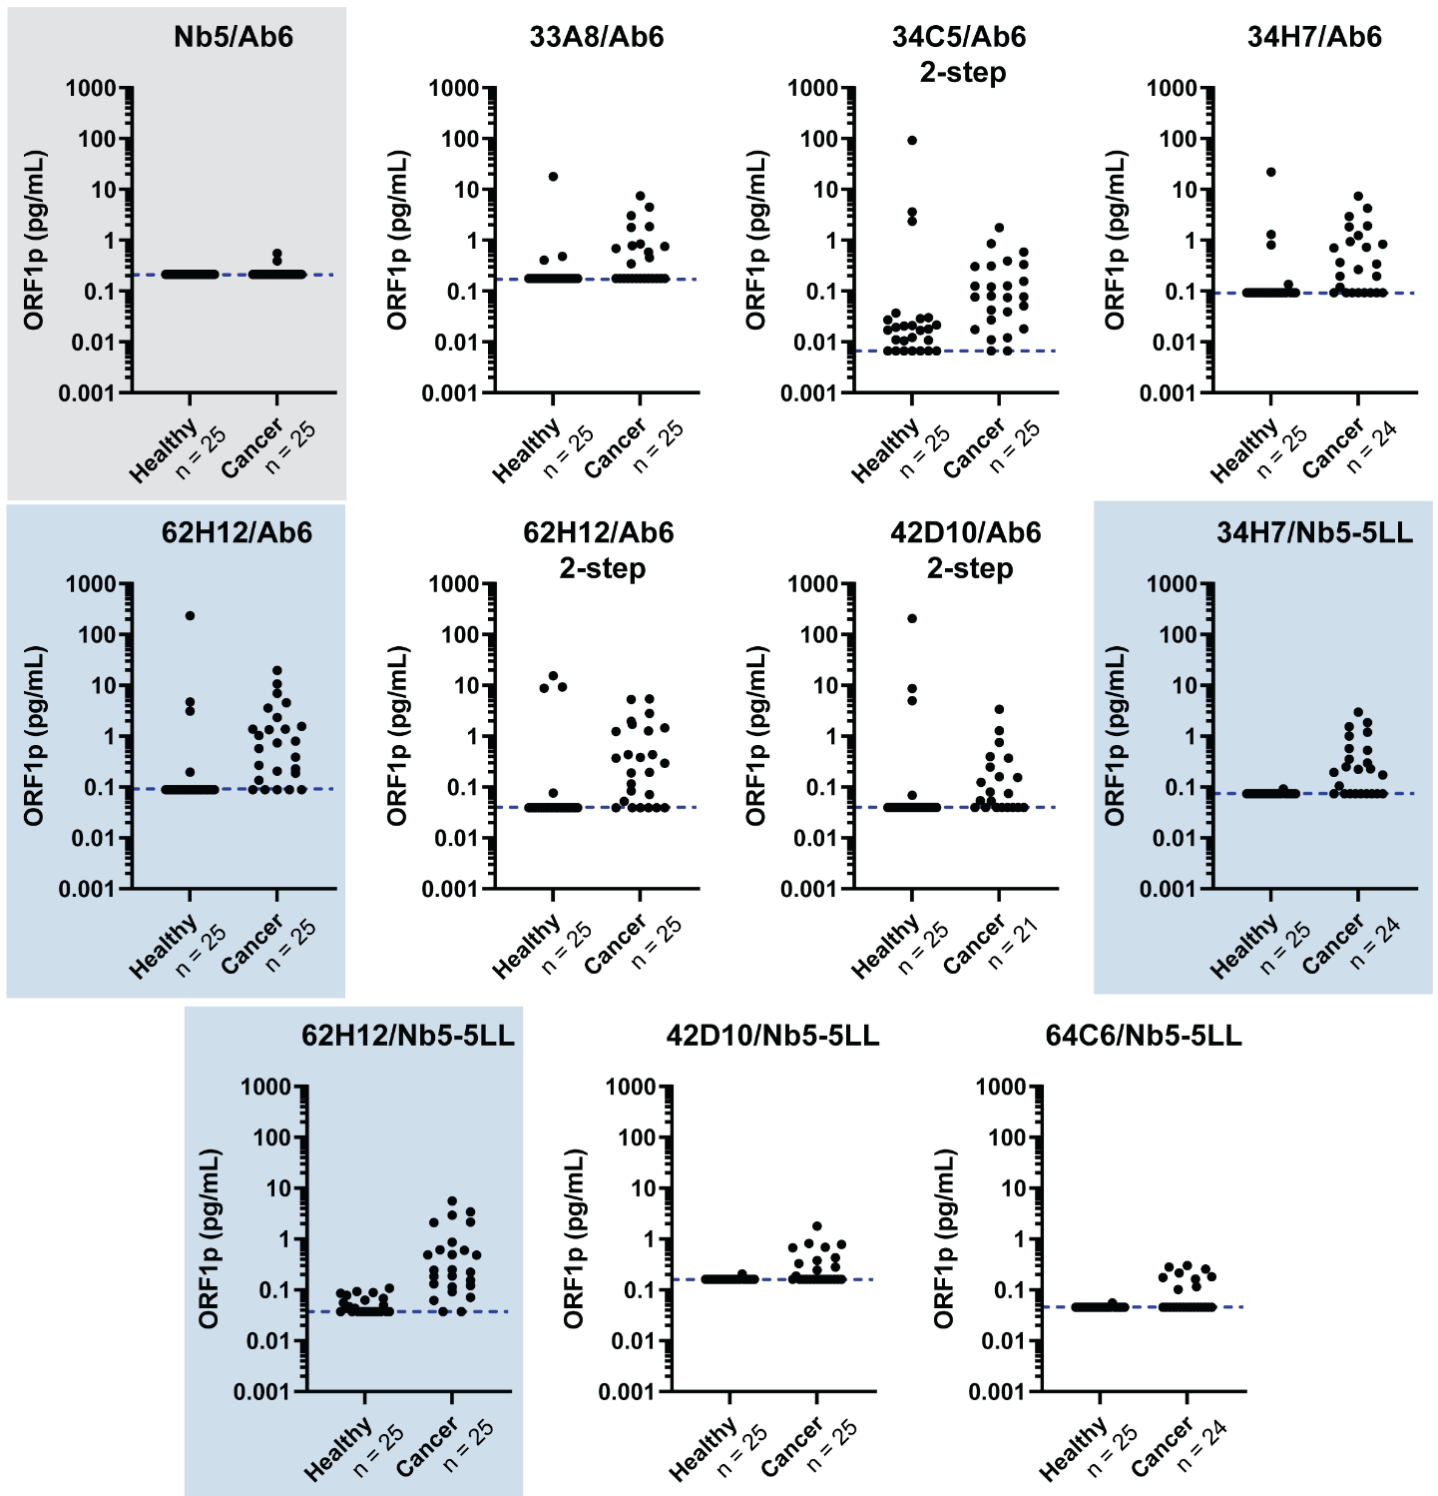 Nb5/Ab6
ORF1p (pg/mL)
1000
100
10
1
0.1
0.01
0.001
Healthy
n = 25
Cancer
n = 25
33A8/Ab6
ORF1p (pg/mL)
1000
100
10
1
0.1
0.01
0.001
Healthy
n = 25
Cancer
n = 25
34C5/Ab6
2-step
ORF1p (pg/mL)
1000
100
10
1
0.1
0.01
0.001
Healthy
n = 25
Cancer
n = 25
34H7/Ab6
ORF1p (pg/mL)
1000
100
10
1
0.1
0.01
0.001
Healthy
n = 25
Cancer
n = 24
62H12/Ab6
ORF1p (pg/mL)
1000
100
10
1
0.1
0.01
0.001
Healthy
n = 25
Cancer
n = 25
62H12/Ab6
2-step
ORF1p (pg/mL)
1000
100
10
1
0.1
0.01
0.001
Healthy
n = 25
Cancer
n = 25
42D10/Ab6
2-step
ORF1p (pg/mL)
1000
100
10
1
0.1
0.01
0.001
Healthy
n = 25
Cancer
n = 21
34H7/Nb5-5LL
ORF1p (pg/mL)
1000
100
10
1
0.1
0.01
0.001
Healthy
n = 25
Cancer
n = 24
62H12/Nb5-5LL
ORF1p (pg/mL)
1000
100
10
1
0.1
0.01
0.001
Healthy
n = 25
Cancer
n = 25
42D10/Nb5-5LL
ORF1p (pg/mL)
1000
100
10
1
0.1
0.01
0.001
Healthy
n = 25
Cancer
n = 25
64C6/Nb5-5LL
ORF1p (pg/mL)
1000
100
10
1
0.1
0.01
0.001
Healthy
n = 25
Cancer
n = 24